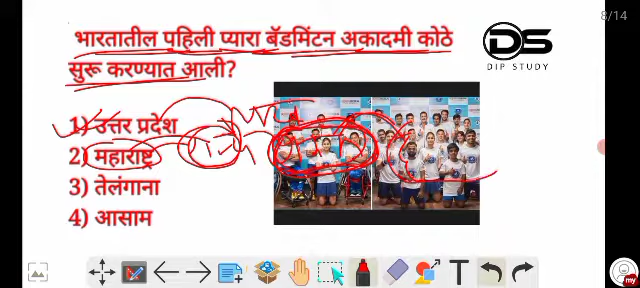 8/14
भारतातील पहिली प्यारा बॅडमिंटन अकादमी कोठे
सुरू करण्यात आली?
DS
DIP STUDY
1) उत्तर प्रदेश
2) महाराष्ट्र
3) तेलंगाना
4) आसाम
T
my